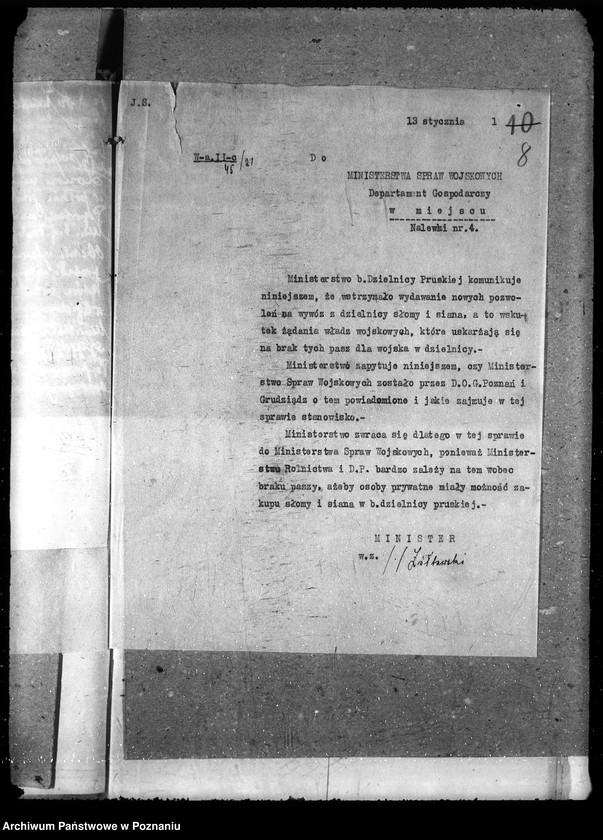 J.S.
13 stycznia 1 10
8
W-a.II-c 45/21
Do
MINISTERSTWA SPRAW WOJSKOWYCH
Departament Gospodarczy
w miejscu
Nalewki nr.4.
Ministerstwo b.Dzielnicy Pruskiej komunikuje
niniejszem, że wstrzymało wydawanie nowych pozwo-
leń na wywóz z dzielnicy słomy i siana, a to wsku-
tek żądania władz wojskowych, które uskarżają się
na brak tych pasz dla wojska w dzielnicy.-
Ministerstwo zapytuje niniejszem, czy Minister-
stwo Spraw Wojskowych zostało przez D.O.G.Poznań i
Grudziądz o tem powiadomione i jakie zajmuje w tej
sprawie stanowisko.-
Ministerstwo zwraca się dlatego w tej sprawie
do Ministerstwa Spraw Wojskowych, ponieważ Minister-
stwu Rolnictwa i D.P. bardzo zależy na tem wobec
braku paszy, ażeby osoby prywatne miały możność za-
kupu słomy i siana w b.dzielnicy pruskiej.-
MINISTER
w.z. /-/ Żółtowski
Archiwum Państwowe w Poznaniu